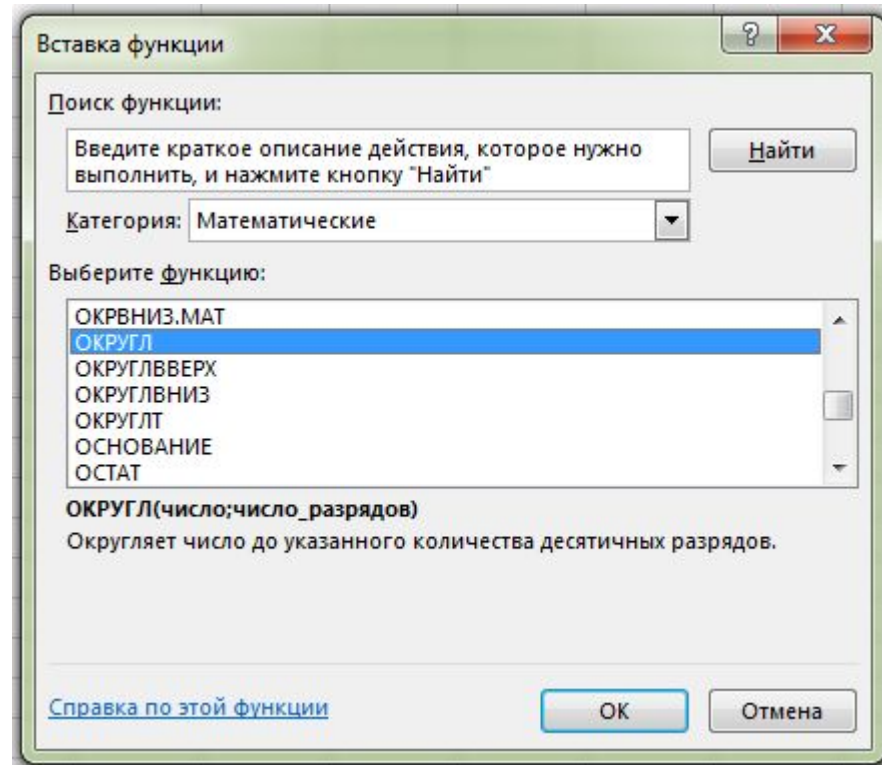 Вставка функции
Поиск функции:
Введите краткое описание действия, которое нужно
выполнить, и нажмите кнопку "Найти"
Найти
Категория: Математические
Выберите функцию:
ОКРВНИЗ.МАТ
ОКРУГЛ
ОКРУГЛВВЕРХ
ОКРУГЛВНИЗ
ОКРУГЛТ
ОСНОВАНИЕ
ОСТАТ
ОКРУГЛ(число;число_разрядов)
Округляет число до указанного количества десятичных разрядов.
Справка по этой функции
ОК
Отмена